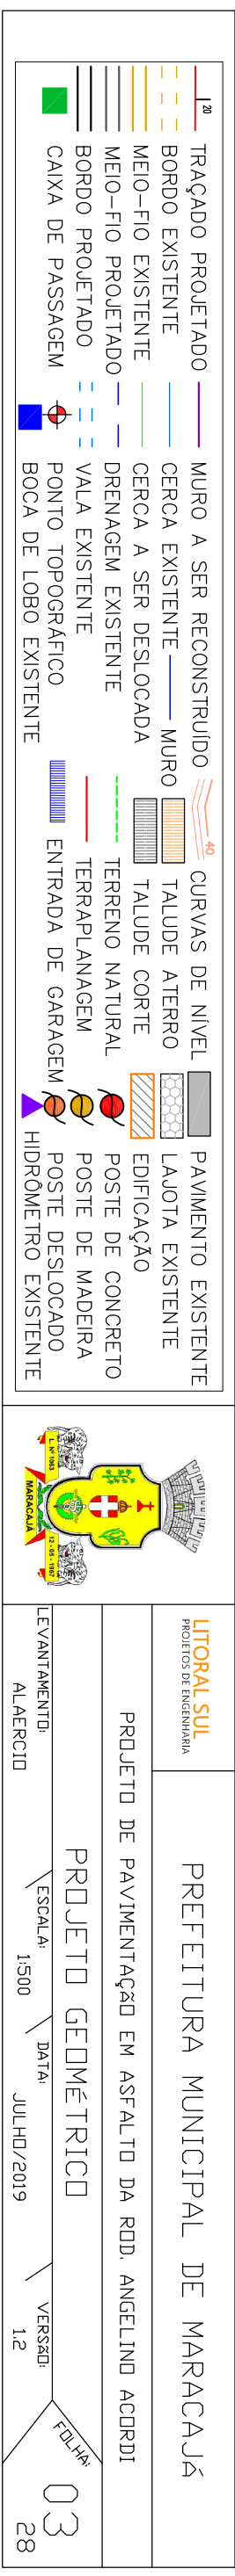 20
TRAÇADO PROJETADO
BORDO EXISTENTE
MEIO-FIO EXISTENTE
MEIO-FIO PROJETADO
BORDO PROJETADO
CAIXA DE PASSAGEM
MURO A SER RECONSTRUÍDO
CERCA EXISTENTE
MURO
CERCA A SER DESLOCADA
DRENAGEM EXISTENTE
VALA EXISTENTE
PONTO TOPOGRÁFICO
BOCA DE LOBO EXISTENTE
40
CURVAS DE NÍVEL
TALUDE ATERRO
TALUDE CORTE
TERRENO NATURAL
TERRAPLANAGEM
ENTRADA DE GARAGEM
PAVIMENTO EXISTENTE
LAJOTA EXISTENTE
EDIFICAÇÃO
POSTE DE CONCRETO
POSTE DE MADEIRA
POSTE DESLOCADO
HIDRÔMETRO EXISTENTE
L. Nº 1063
12 - 05 - 1967
MARACAJÁ
LITORAL SUL
PROJETOS DE ENGENHARIA
PREFEITURA MUNICIPAL DE MARACAJÁ
PROJETO DE PAVIMENTAÇÃO EM ASFALTO DA ROD. ANGELINO ACORDI
PROJETO GEOMÉTRICO
LEVANTAMENTO:
ALAERCIO
ESCALA:
1:500
DATA:
JULHO/2019
VERSÃO:
1.2
FOLHA:
03
28